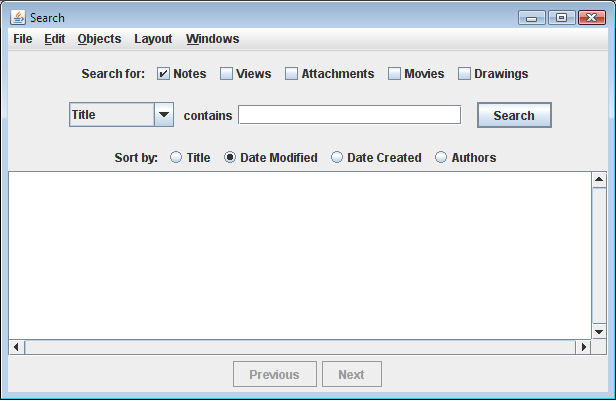 Search
File Edit Objects Layout Windows
Search for: Notes Views Attachments Movies Drawings
Title contains Search
Sort by: Title Date Modified Date Created Authors
Previous Next